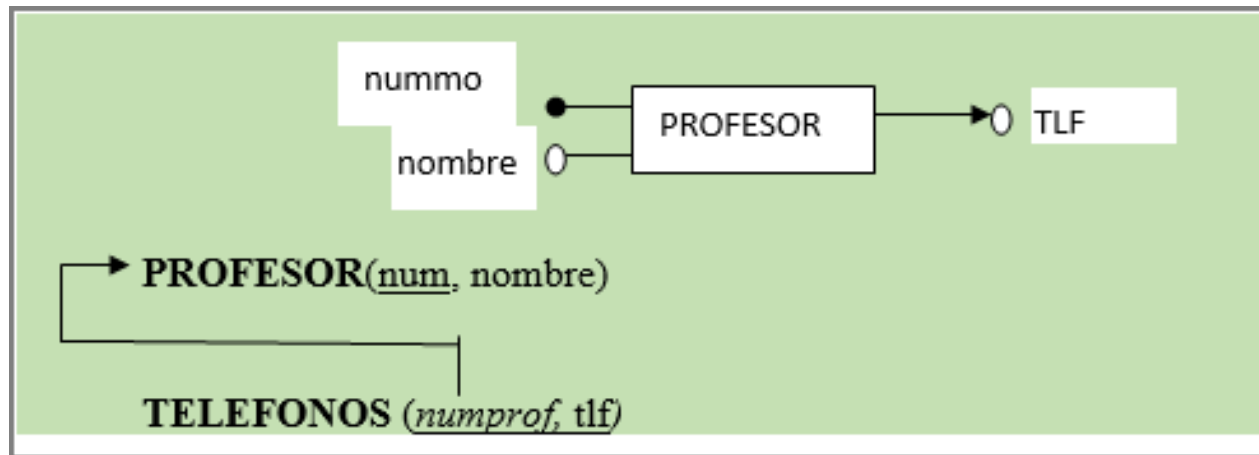 nummo
PROFESOR
TLF
nombre
PROFESOR(num, nombre)
TELEFONOS (numprof, tlf)